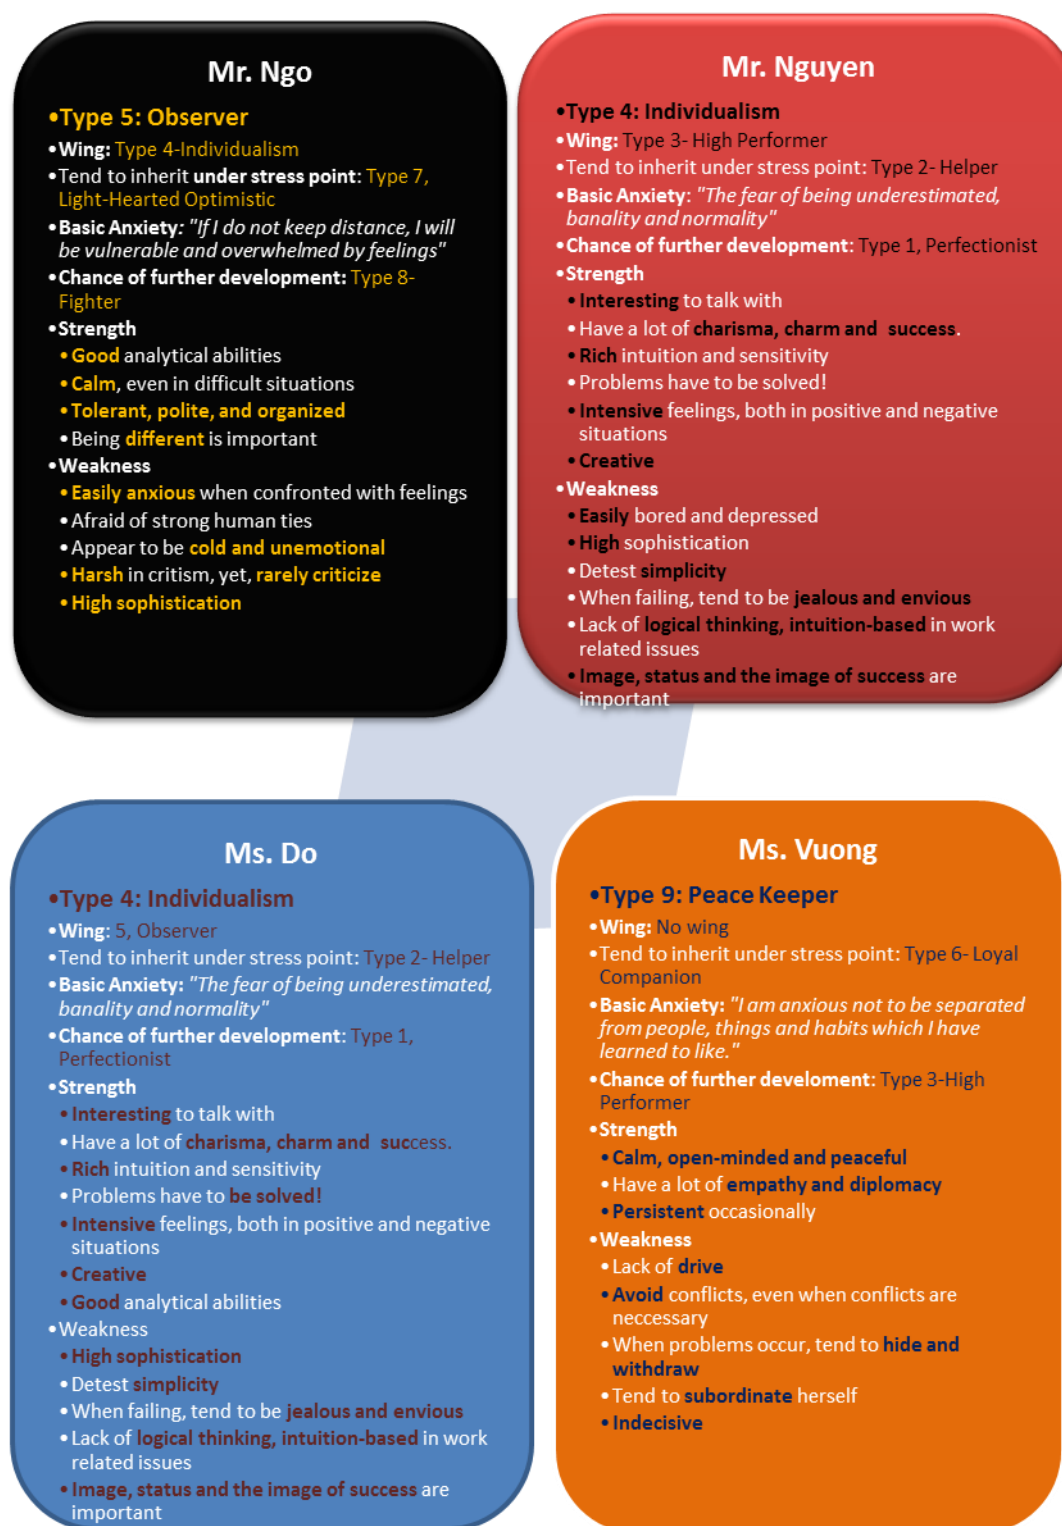 Mr. Ngo
•Type 5: Observer
•Wing: Type 4-Individualism
•Tend to inherit under stress point: Type 7,
Light-Hearted Optimistic
•Basic Anxiety: "If I do not keep distance, I will
be vulnerable and overwhelmed by feelings"
•Chance of further development: Type 8-
Fighter
•Strength
•Good analytical abilities
•Calm, even in difficult situations
•Tolerant, polite, and organized
•Being different is important
•Weakness
•Easily anxious when confronted with feelings
•Afraid of strong human ties
•Appear to be cold and unemotional
•Harsh in critism, yet, rarely criticize
•High sophistication
Mr. Nguyen
•Type 4: Individualism
•Wing: Type 3- High Performer
•Tend to inherit under stress point: Type 2- Helper
•Basic Anxiety: "The fear of being underestimated,
banality and normality"
•Chance of further development: Type 1, Perfectionist
•Strength
•Interesting to talk with
•Have a lot of charisma, charm and success.
•Rich intuition and sensitivity
•Problems have to be solved!
•Intensive feelings, both in positive and negative
situations
•Creative
•Weakness
•Easily bored and depressed
•High sophistication
•Detest simplicity
•When failing, tend to be jealous and envious
•Lack of logical thinking, intuition-based in work
related issues
•Image, status and the image of success are
important
Ms. Do
•Type 4: Individualism
•Wing: 5, Observer
•Tend to inherit under stress point: Type 2- Helper
•Basic Anxiety: "The fear of being underestimated,
banality and normality"
•Chance of further development: Type 1,
Perfectionist
•Strength
•Interesting to talk with
•Have a lot of charisma, charm and success.
•Rich intuition and sensitivity
•Problems have to be solved!
•Intensive feelings, both in positive and negative
situations
•Creative
•Good analytical abilities
•Weakness
•High sophistication
•Detest simplicity
•When failing, tend to be jealous and envious
•Lack of logical thinking, intuition-based in work
related issues
•Image, status and the image of success are
important
Ms. Vuong
•Type 9: Peace Keeper
•Wing: No wing
•Tend to inherit under stress point: Type 6- Loyal
Companion
•Basic Anxiety: "I am anxious not to be separated
from people, things and habits which I have
learned to like."
•Chance of further develoment: Type 3-High
Performer
•Strength
•Calm, open-minded and peaceful
•Have a lot of empathy and diplomacy
•Persistent occasionally
•Weakness
•Lack of drive
•Avoid conflicts, even when conflicts are
neccessary
•When problems occur, tend to hide and
withdraw
•Tend to subordinate herself
•Indecisive